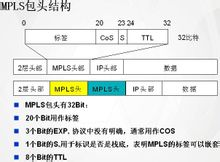 MPLS包头结构
0 20 23 24 32
标签 CoS S TTL 32比特
2层头部 MPLS头部 IP头部 数据
2层头部 MPLS头 MPLS头 IP头部 数据
MPLS包头有32Bit:
20个Bit用作标签
3个Bit的EXP, 协议中没有明确, 通常用作COS
1个Bit的S,用于标识是否是栈底, 表明MPLS的标签可以嵌套
8个Bit的TTL